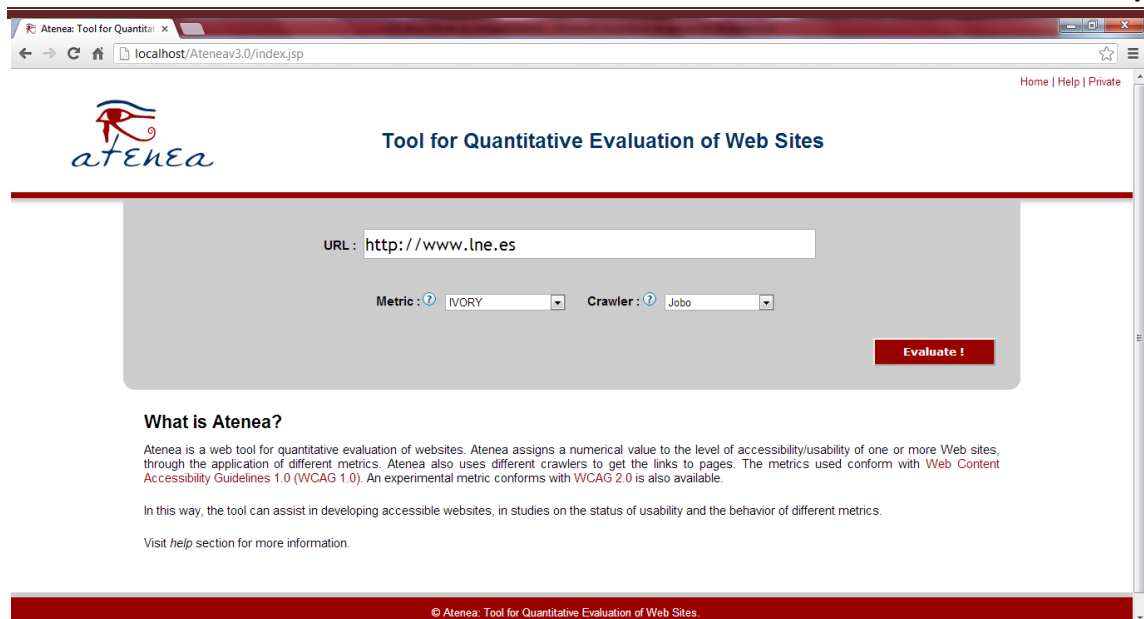 Atenea: Tool for Quantitat
localhost/Ateneav3.0/index.jsp
Home | Help | Private
atenea
Tool for Quantitative Evaluation of Web Sites
URL : http://www.lne.es
Metric : ? IVORY Crawler : ? Jobo
Evaluate !
What is Atenea?
Atenea is a web tool for quantitative evaluation of websites. Atenea assigns a numerical value to the level of accessibility/usability of one or more Web sites,
through the application of different metrics. Atenea also uses different crawlers to get the links to pages. The metrics used conform with Web Content
Accessibility Guidelines 1.0 (WCAG 1.0). An experimental metric conforms with WCAG 2.0 is also available.
In this way, the tool can assist in developing accessible websites, in studies on the status of usability and the behavior of different metrics.
Visit help section for more information.
© Atenea: Tool for Quantitative Evaluation of Web Sites.